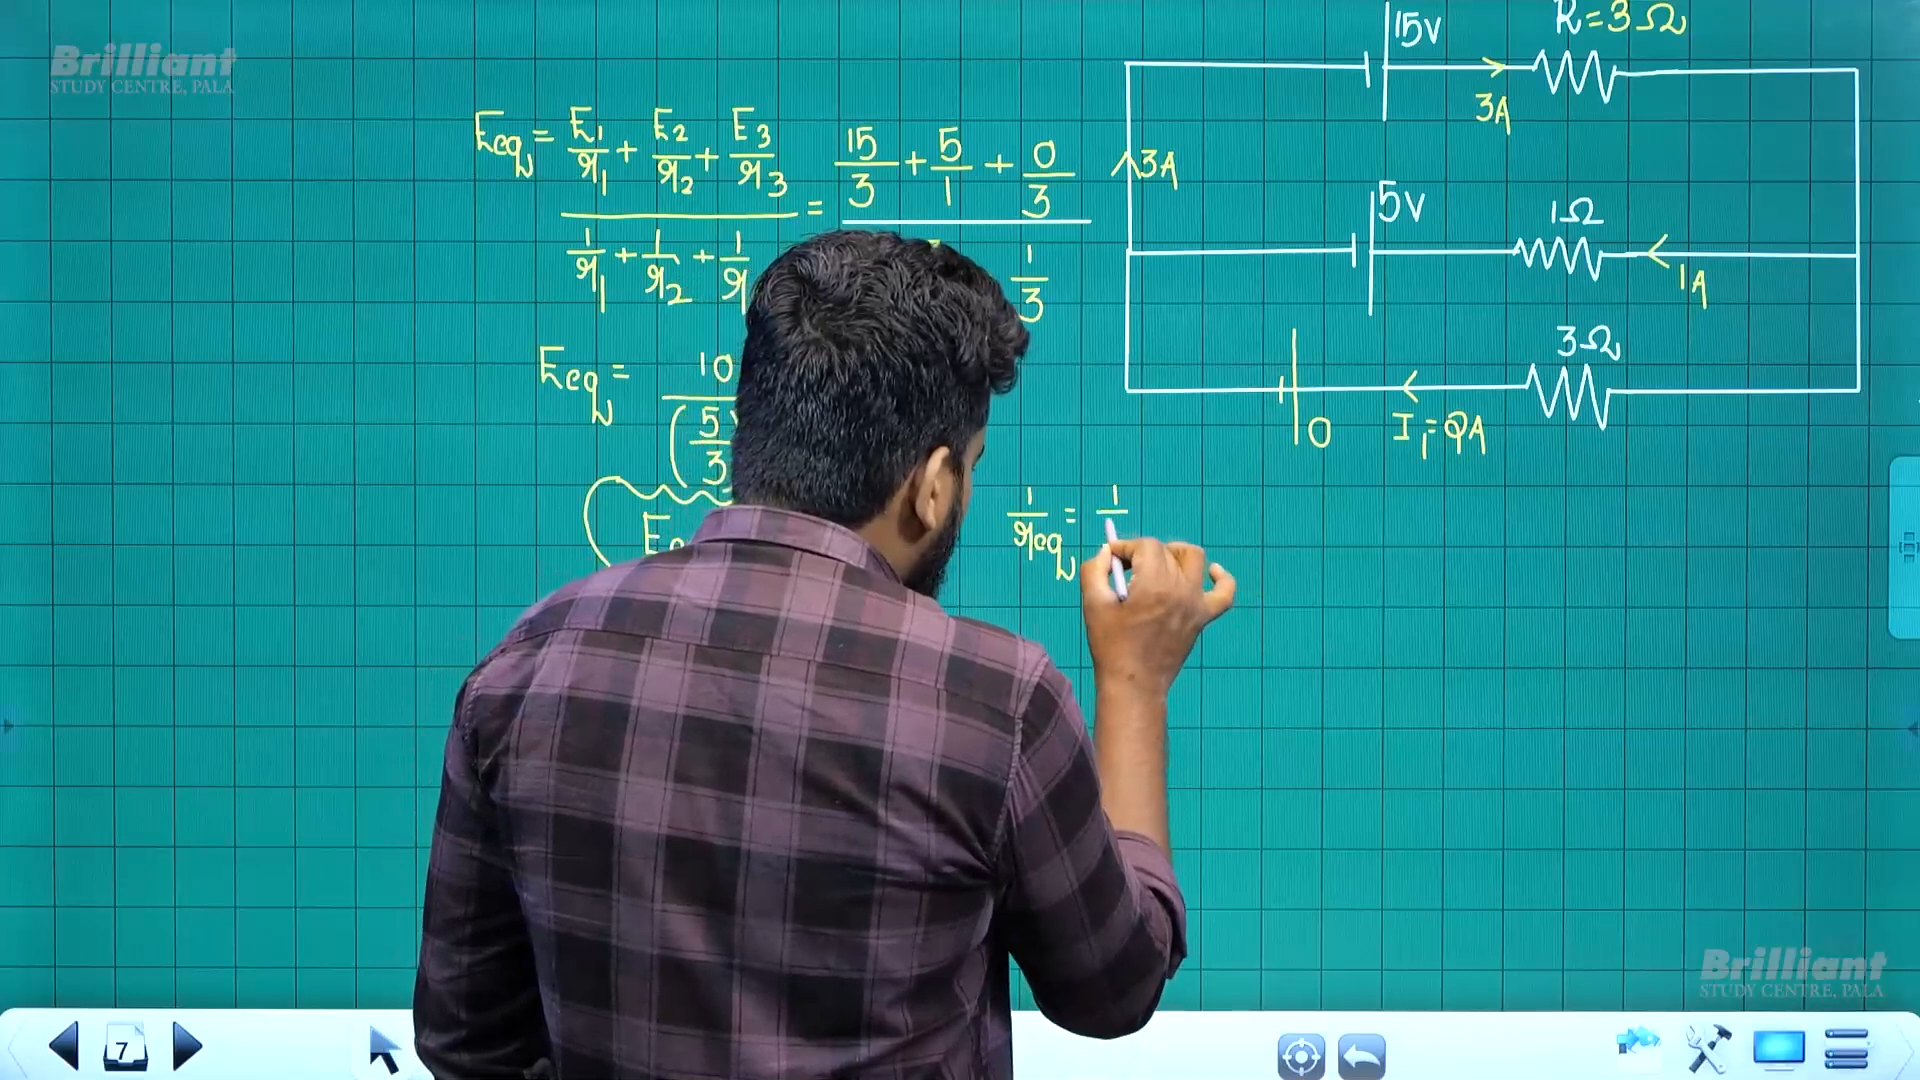 Brilliant
STUDY CENTRE, PALA
Eeq = E1/r1 + E2/r2 + E3/r3 = 15/3 + 5/1 + 0/3
1/r1 + 1/r2 + 1/r
1/3
Eeq = 10
(5
3
1/req = 1
15V
R=3Ω
3A
3A
5V
1Ω
1A
3Ω
0
I1=2A
Brilliant
STUDY CENTRE, PALA
7